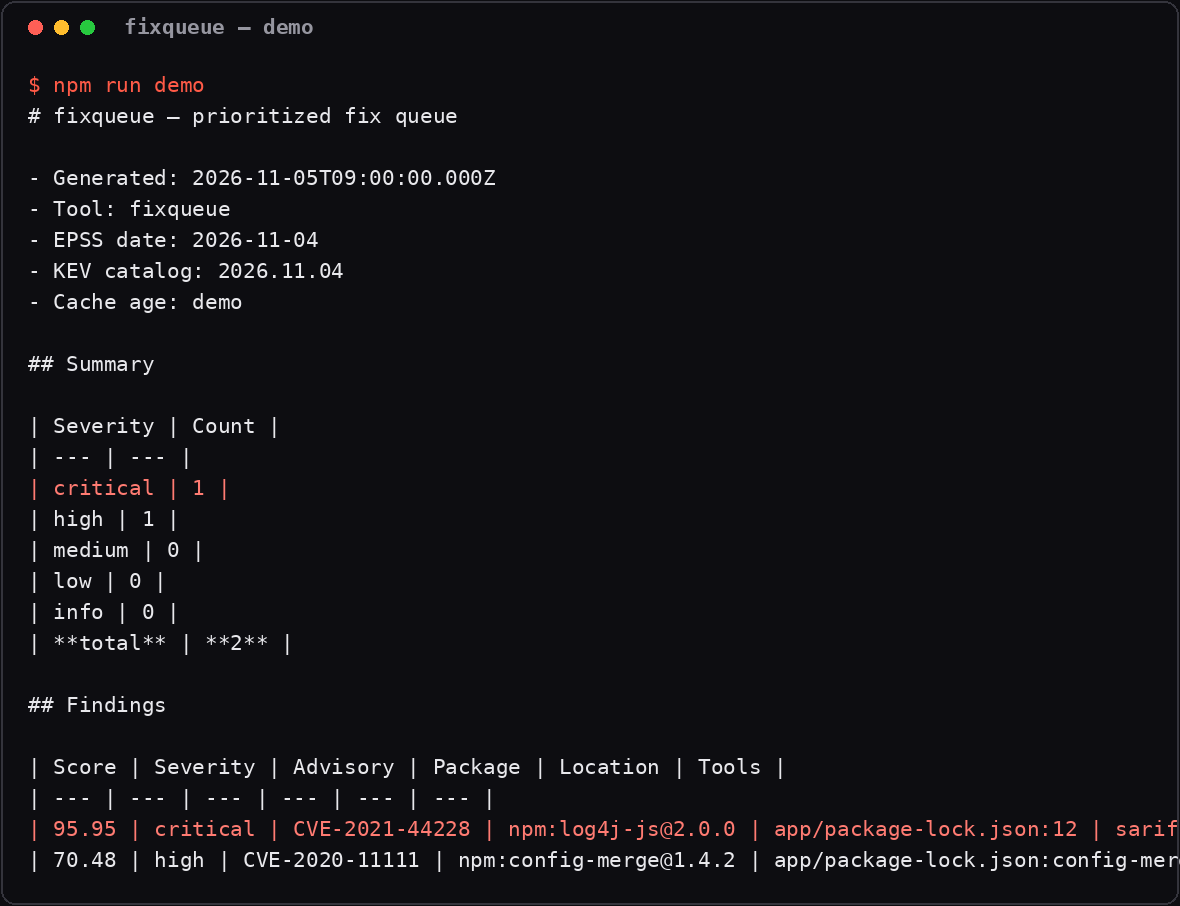 fixqueue — demo
$ npm run demo
# fixqueue — prioritized fix queue
- Generated: 2026-11-05T09:00:00.000Z
- Tool: fixqueue
- EPSS date: 2026-11-04
- KEV catalog: 2026.11.04
- Cache age: demo
## Summary
| Severity | Count |
| --- | --- |
| critical | 1 |
| high | 1 |
| medium | 0 |
| low | 0 |
| info | 0 |
| **total** | **2** |
## Findings
| Score | Severity | Advisory | Package | Location | Tools |
| --- | --- | --- | --- | --- | --- |
| 95.95 | critical | CVE-2021-44228 | npm:log4j-js@2.0.0 | app/package-lock.json:12 | sarif
| 70.48 | high | CVE-2020-11111 | npm:config-merge@1.4.2 | app/package-lock.json:config-mer